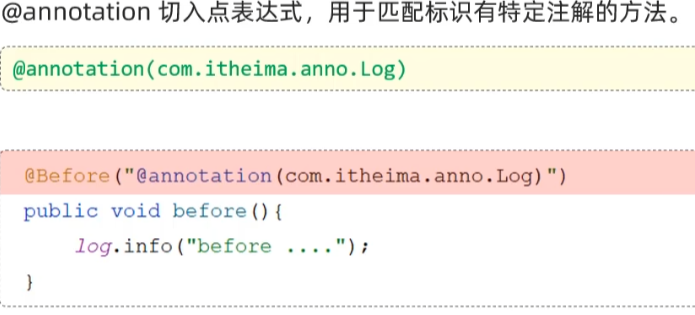 @annotation 切入点表达式，用于匹配标识有特定注解的方法。
@annotation(com.itheima.anno.Log)
@Before("@annotation(com.itheima.anno.Log)")
public void before(){
    log.info("before ....");
}